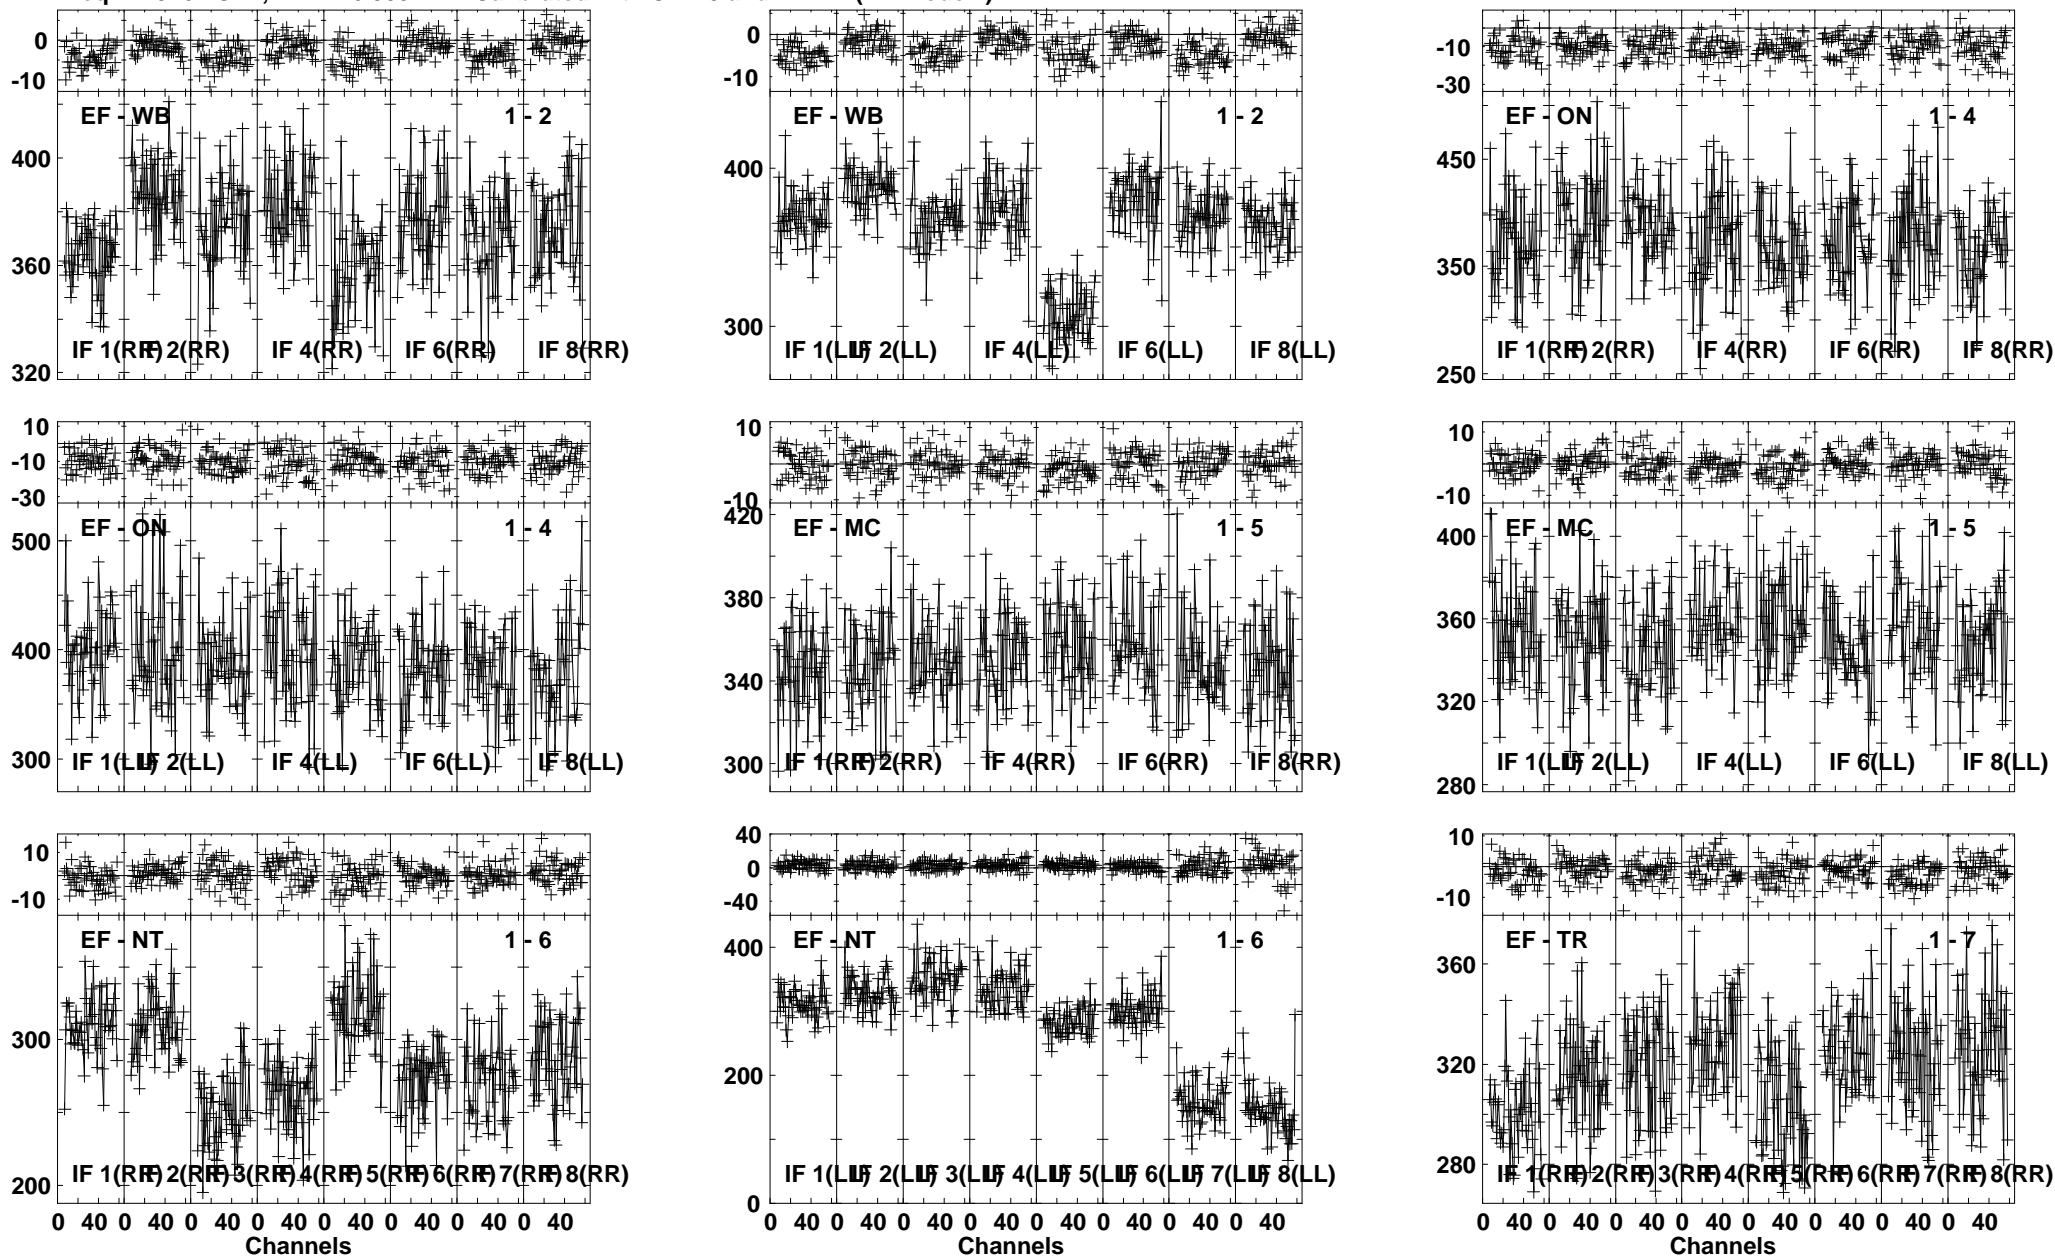 0
-10
EF - WB 1 - 2
400
360
IF 1(RR) IF 2(RR) IF 4(RR) IF 6(RR) IF 8(RR)
320
0
-10
EF - WB 1 - 2
400
300
IF 1(LL) IF 2(LL) IF 4(LL) IF 6(LL) IF 8(LL)
-10
-30
EF - ON 1 - 4
450
350
IF 1(RR) IF 2(RR) IF 4(RR) IF 6(RR) IF 8(RR)
250
10
-10
-30
EF - ON 1 - 4
500
400
300
IF 1(LL) IF 2(LL) IF 4(LL) IF 6(LL) IF 8(LL)
10
-10
420
EF - MC 1 - 5
380
340
300
IF 1(RR) IF 2(RR) IF 4(RR) IF 6(RR) IF 8(RR)
10
-10
EF - MC 1 - 5
400
360
320
IF 1(LL) IF 2(LL) IF 4(LL) IF 6(LL) IF 8(LL)
280
10
-10
EF - NT 1 - 6
300
200
IF 1(RR) IF 2(RR) IF 3(RR) IF 4(RR) IF 5(RR) IF 6(RR) IF 7(RR) IF 8(RR)
0 40 0 40 0 40 0 40 0 40 0 40 0 40 0 40
Channels
40
0
-40
EF - NT 1 - 6
400
200
IF 1(LL) IF 2(LL) IF 3(LL) IF 4(LL) IF 5(LL) IF 6(LL) IF 7(LL) IF 8(LL)
0
0 40 0 40 0 40 0 40 0 40 0 40 0 40 0 40
Channels
10
-10
EF - TR 1 - 7
360
320
280
IF 1(RR) IF 2(RR) IF 3(RR) IF 4(RR) IF 5(RR) IF 6(RR) IF 7(RR) IF 8(RR)
0 40 0 40 0 40 0 40 0 40 0 40 0 40 0 40
Channels